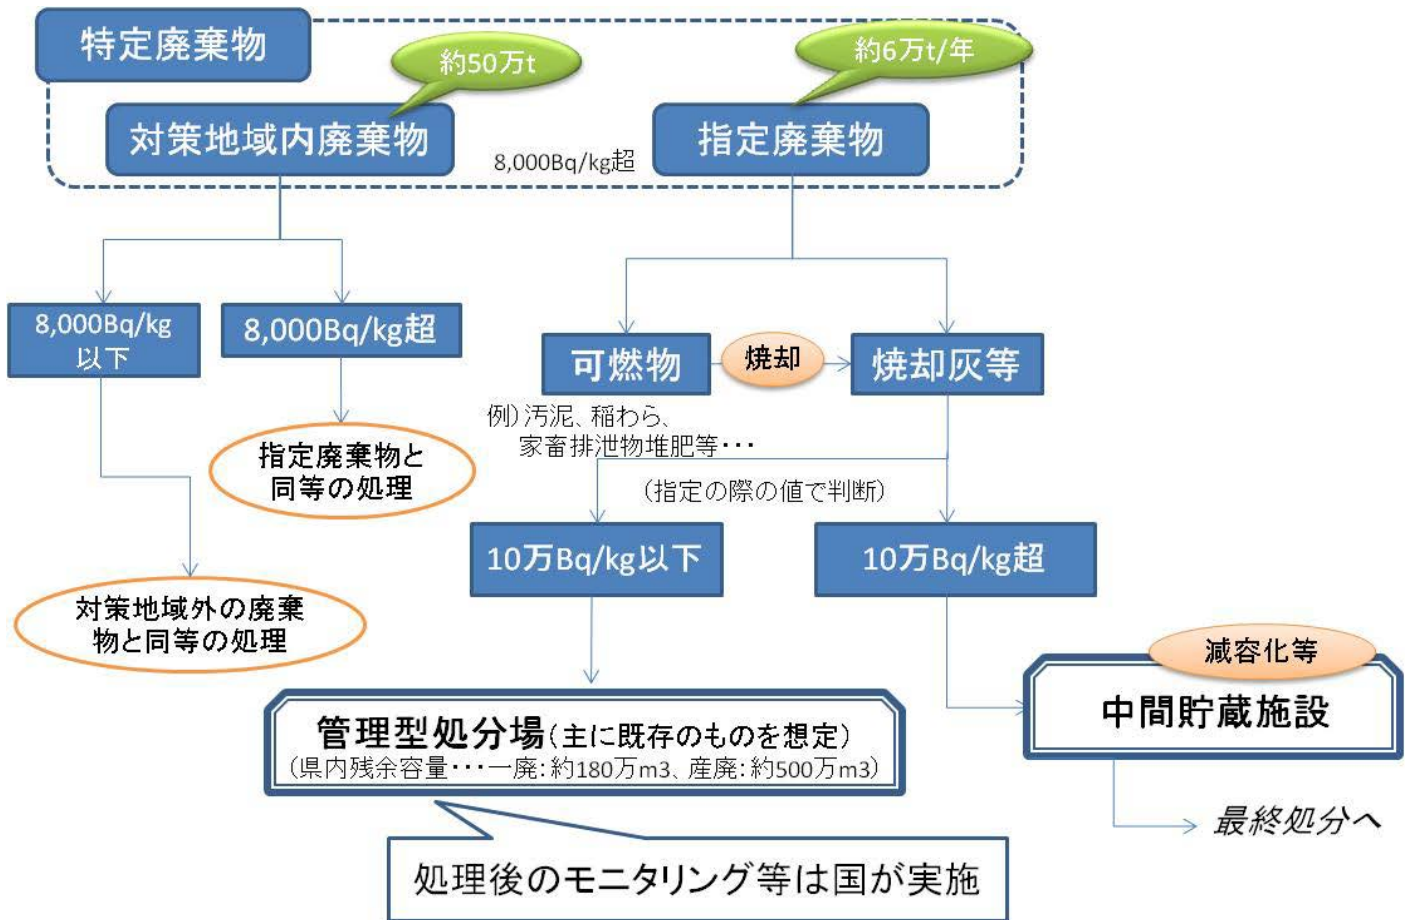 特定廃棄物
約50万t
約6万t/年
対策地域内廃棄物
指定廃棄物
8,000Bq/kg超
8,000Bq/kg
以下
8,000Bq/kg超
可燃物
焼却
焼却灰等
例)汚泥、稲わら、
家畜排泄物堆肥等・・・
指定廃棄物と
同等の処理
(指定の際の値で判断)
10万Bq/kg以下
10万Bq/kg超
対策地域外の廃棄
物と同等の処理
減容化等
中間貯蔵施設
管理型処分場(主に既存のものを想定)
(県内残余容量・・・一廃:約180万m3、産廃:約500万m3)
最終処分へ
処理後のモニタリング等は国が実施